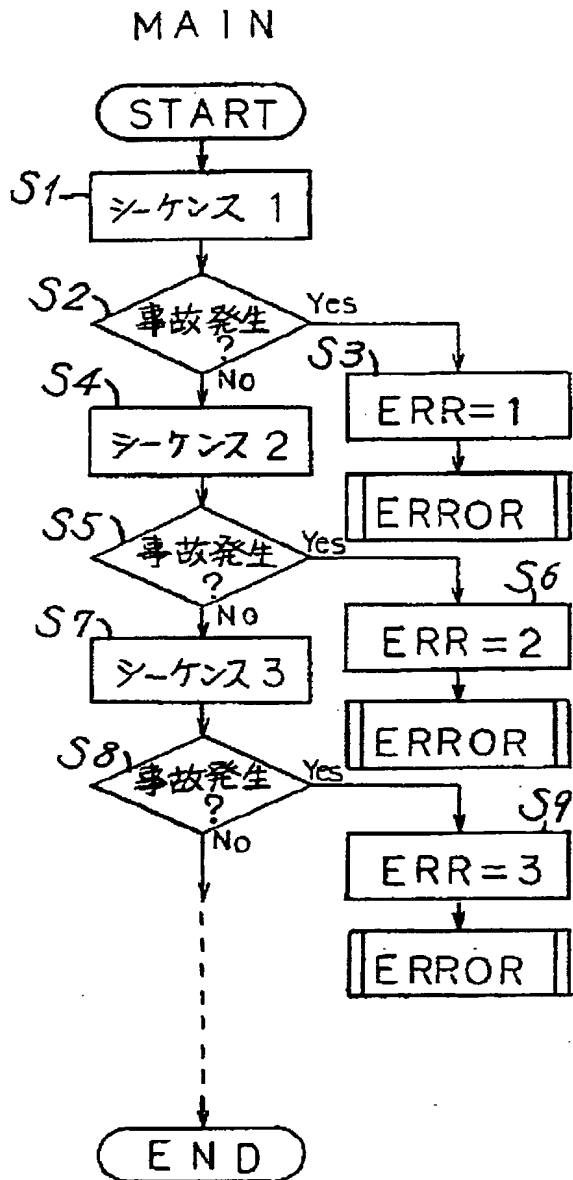 MAIN
START
S1
シーケンス 1
S2
事故発生
?
Yes
No
S3
ERR=1
ERROR
S4
シーケンス 2
S5
事故発生
?
Yes
No
S6
ERR=2
ERROR
S7
シーケンス 3
S8
事故発生
?
Yes
No
S9
ERR=3
ERROR
END